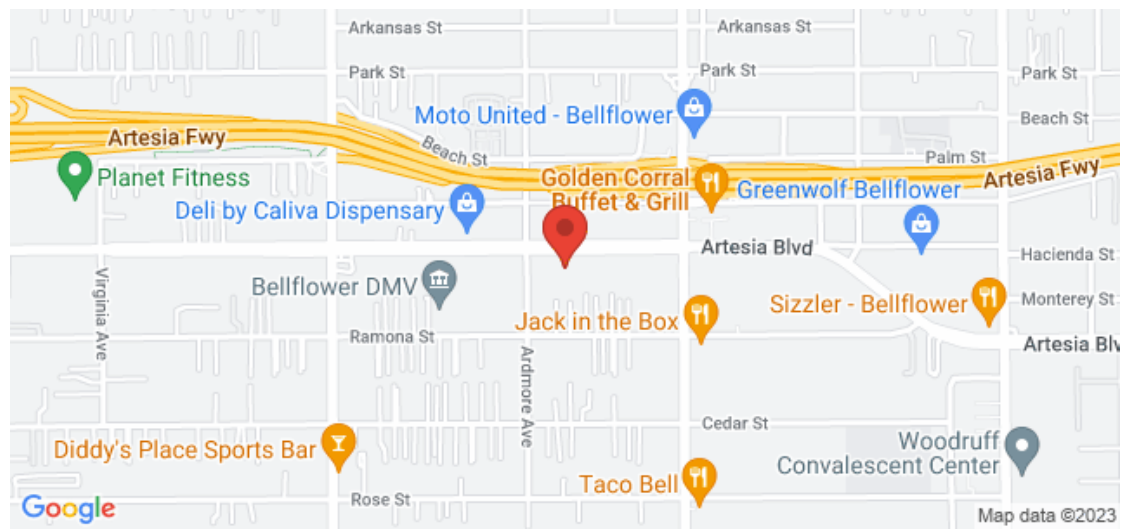 Arkansas St
Arkansas St
Park St
Park St
Park St
Moto United - Bellflower
Beach St
Beach St
Artesia Fwy
Palm St
Artesia Fwy
Planet Fitness
Golden Corral
Buffet & Grill
Greenwolf Bellflower
Deli by Caliva Dispensary
Artesia Blvd
Hacienda St
Virginia Ave
Bellflower DMV
Sizzler - Bellflower
Monterey St
Jack in the Box
Ramona St
Ardmore Ave
Artesia Blv
Cedar St
Diddy's Place Sports Bar
Woodruff
Convalescent Center
Taco Bell
Rose St
Google
Map data ©2023